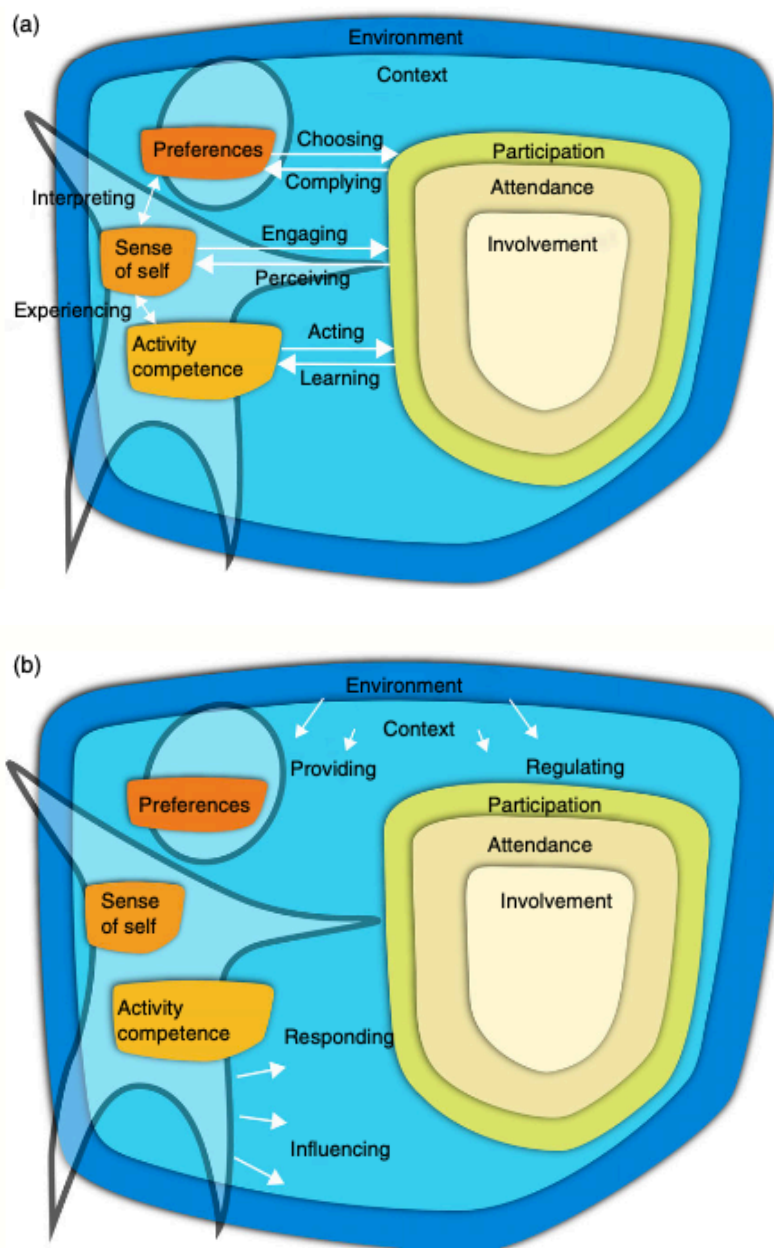 (a)
Environment
Context
Preferences
Choosing
Complying
Participation
Attendance
Involvement
Interpreting
Sense
of self
Engaging
Perceiving
Experiencing
Activity
competence
Acting
Learning
(b)
Environment
Context
Providing
Regulating
Preferences
Participation
Attendance
Involvement
Sense
of self
Activity
competence
Responding
Influencing